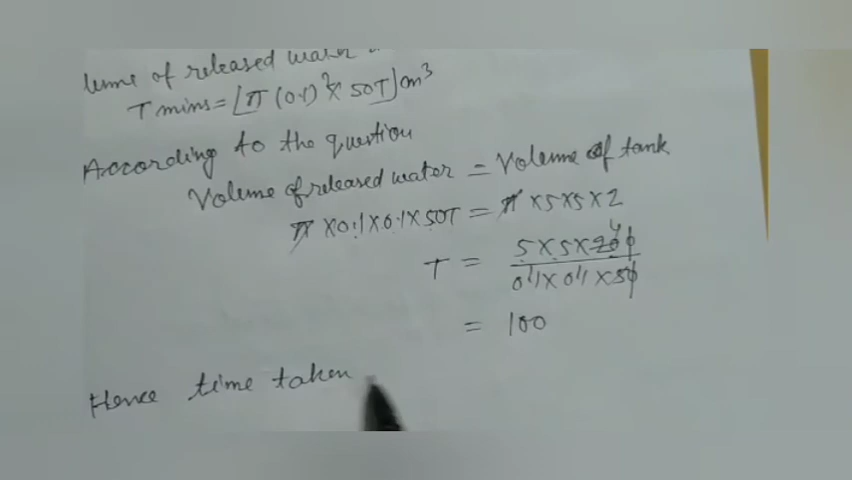 of released water
T mins = [π (0.1)² × 50T] cm³
According to the question
Volume of released water = Volume of tank
π × 0.1 × 0.1 × 50T = π × 5 × 5 × 2
T = 5 × 5 × 200 4 / 0.1 × 0.1 × 50
= 100
Hence time taken